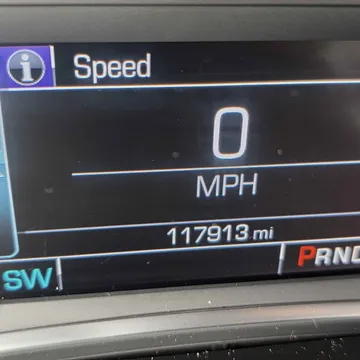 i Speed
0
MPH
117913 mi
SW PRND